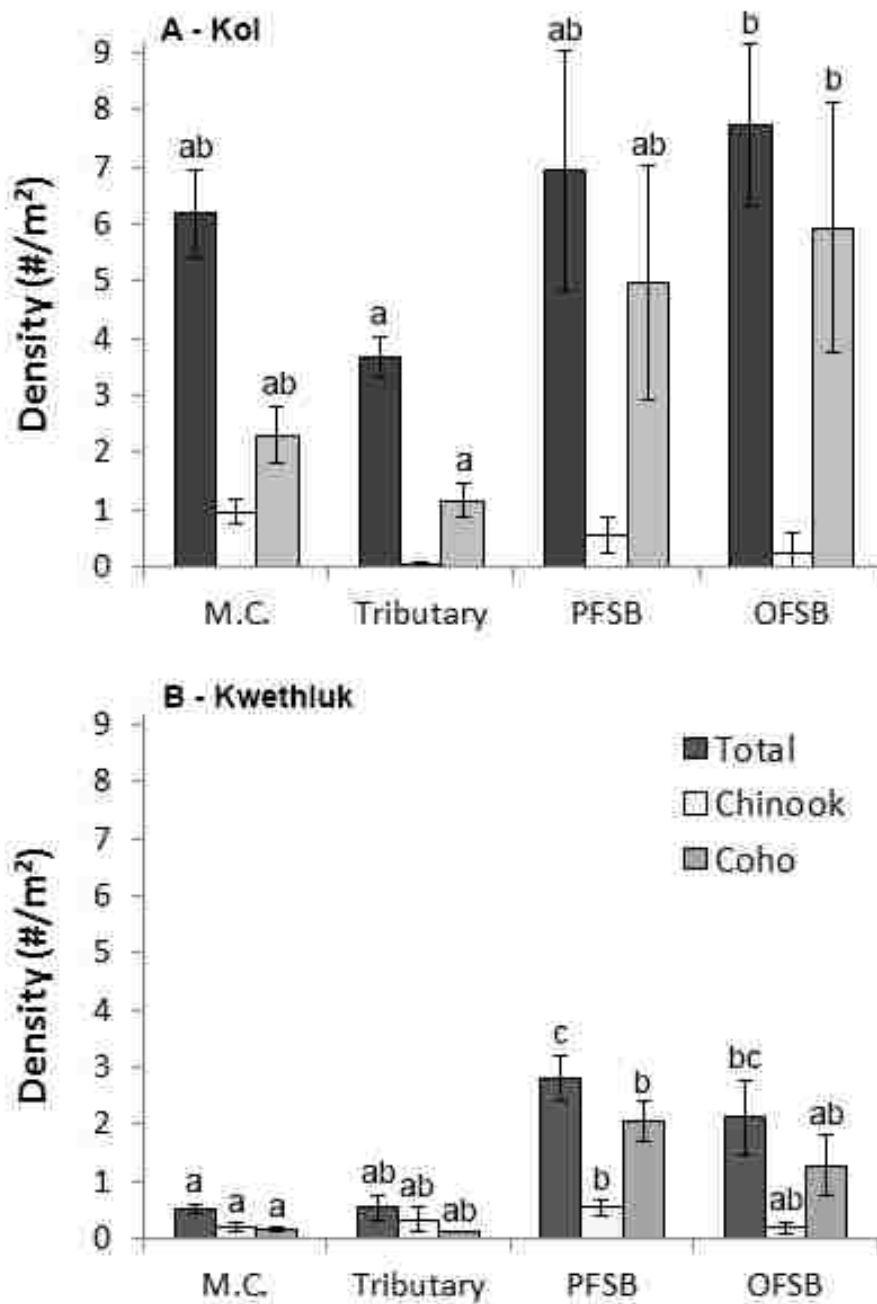 A - Kol
9
8
7
6
5
4
3
2
1
0
Density (#/m²)
ab
ab
a
a
ab
ab
b
b
M.C. Tributary PFSB OFSB
B - Kwethluk
9
8
7
6
5
4
3
2
1
0
Density (#/m²)
Total
Chinook
Coho
a a a
ab ab ab
c b b
bc ab ab
M.C. Tributary PFSB OFSB